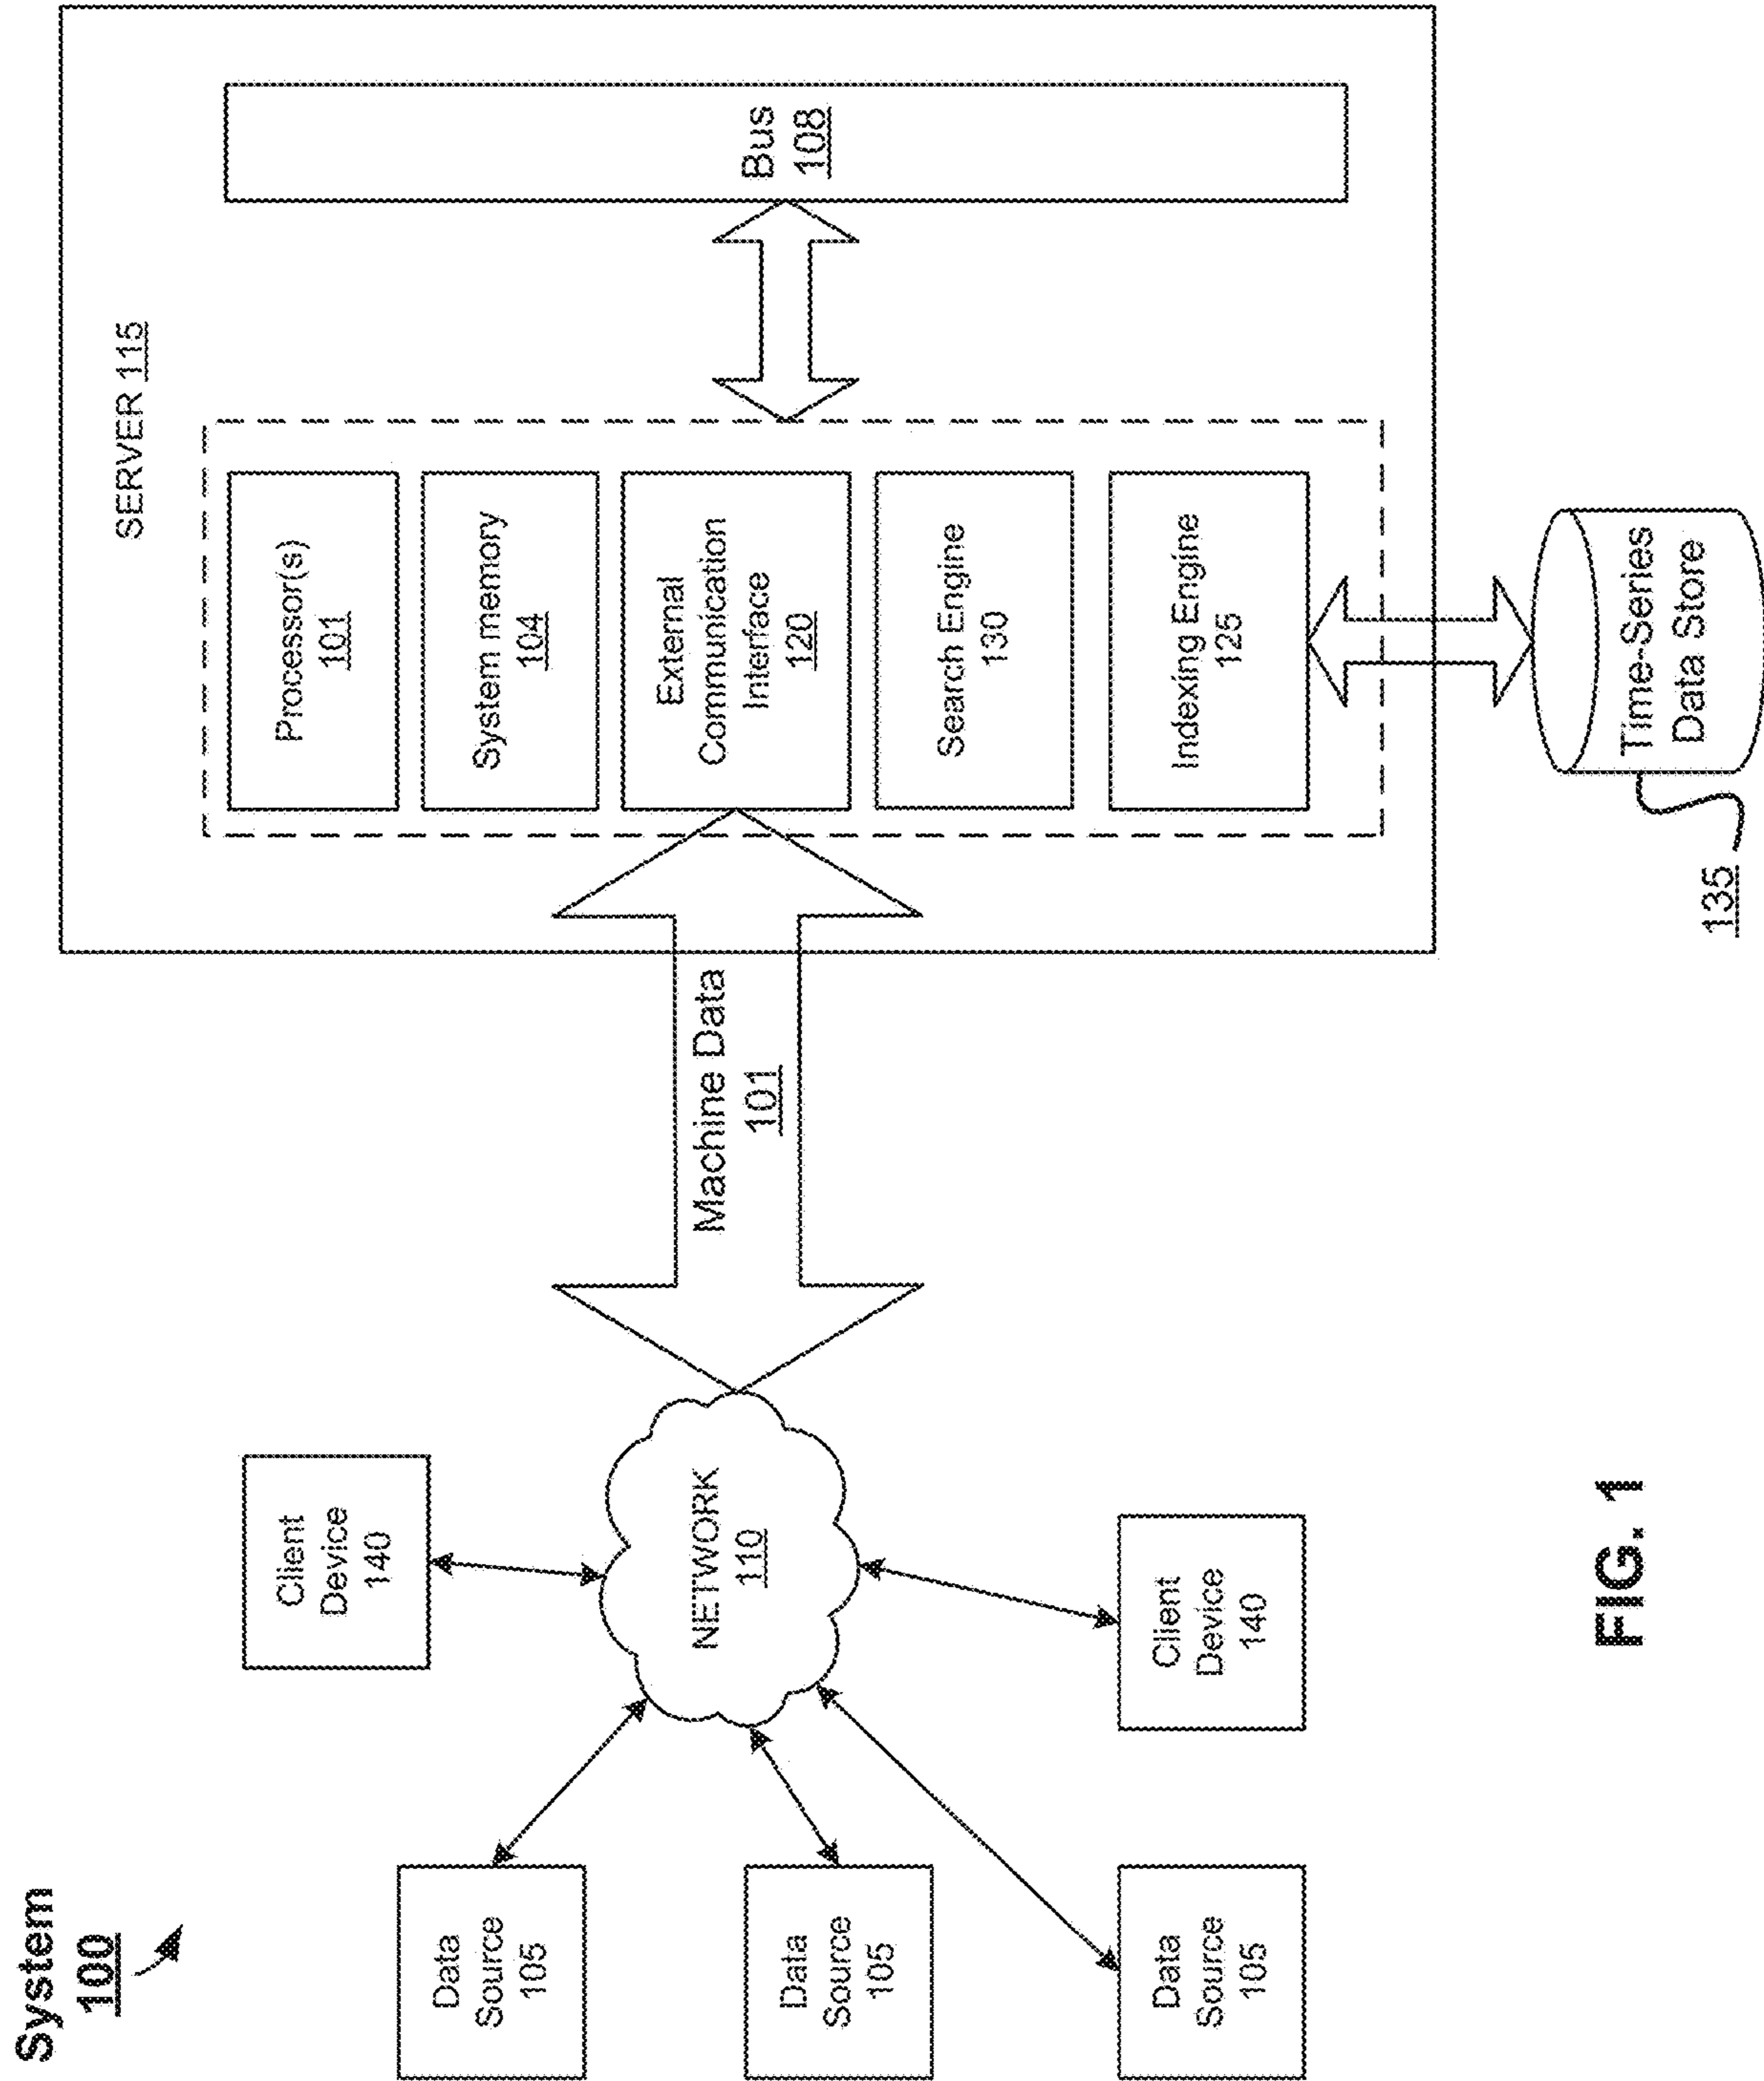 System
100
Data
Source
105
Data
Source
105
Data
Source
105
Client
Device
140
Client
Device
140
NETWORK
110
Machine Data
101
SERVER 115
Processor(s)
101
System memory
104
External
Communication
Interface
120
Search Engine
130
Indexing Engine
125
Bus
108
Time-Series
Data Store
135
FIG. 1